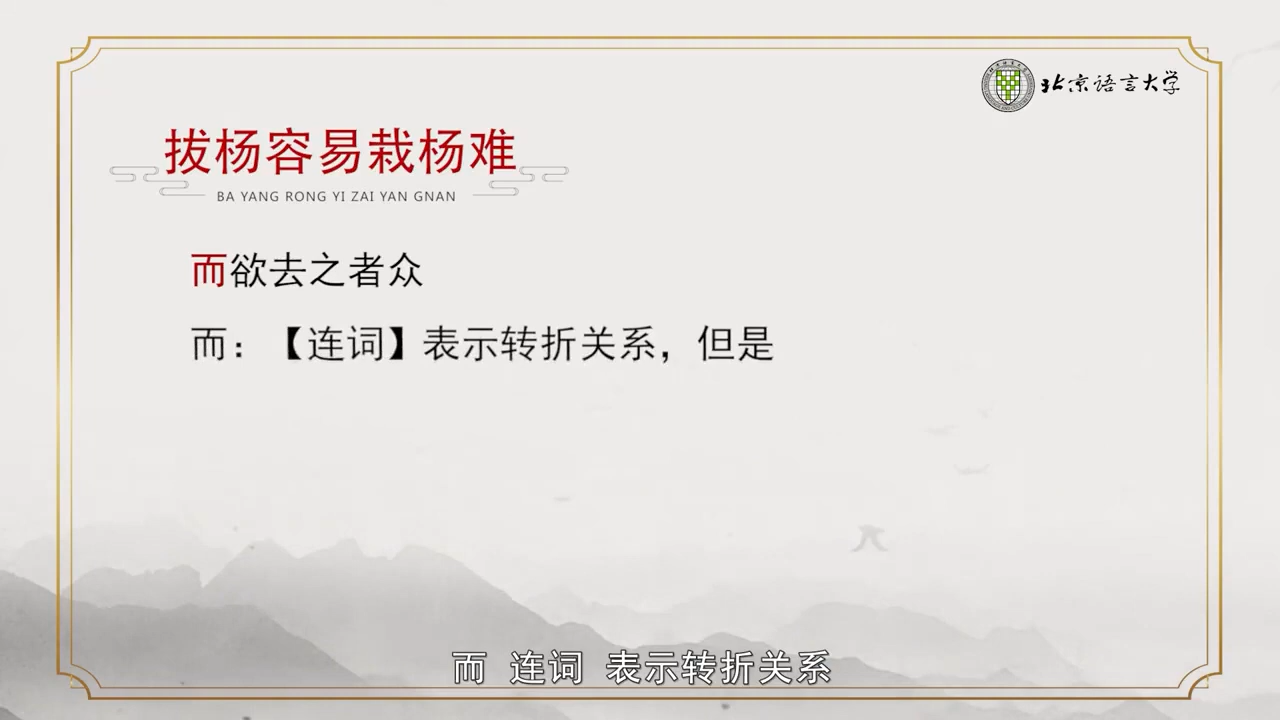 北京语言大学
拔杨容易栽杨难
BA YANG RONG YI ZAI YAN GNAN
而欲去之者众
而：【连词】表示转折关系，但是
而 连词 表示转折关系